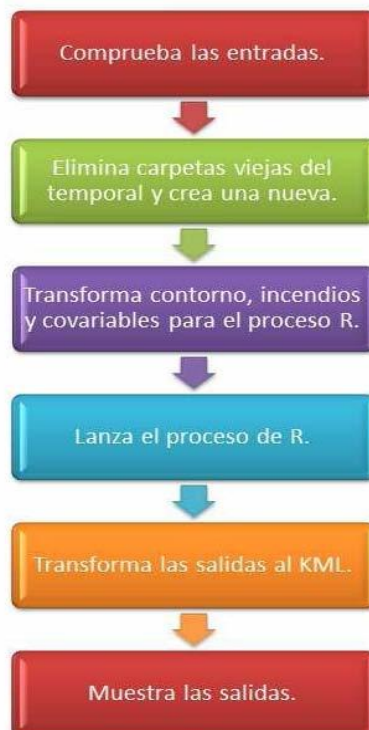 Comprueba las entradas.
Elimina carpetas viejas del
temporal y crea una nueva.
Transforma contorno, incendios
y covariables para el proceso R.
Lanza el proceso de R.
Transforma las salidas al KML.
Muestra las salidas.